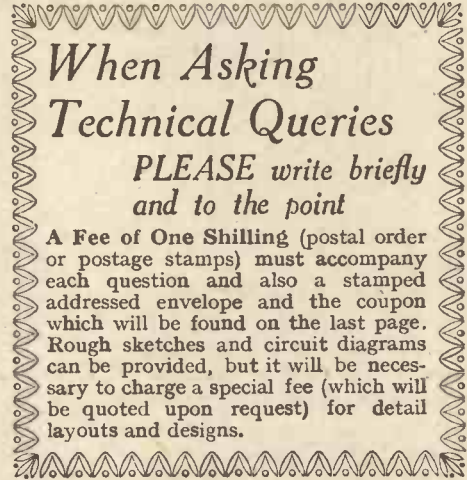 When Asking
Technical Queries
PLEASE write briefly
and to the point
A Fee of One Shilling (postal order
or postage stamps) must accompany
each question and also a stamped
addressed envelope and the coupon
which will be found on the last page.
Rough sketches and circuit diagrams
can be provided, but it will be neces-
sary to charge a special fee (which will
be quoted upon request) for detail
layouts and designs.